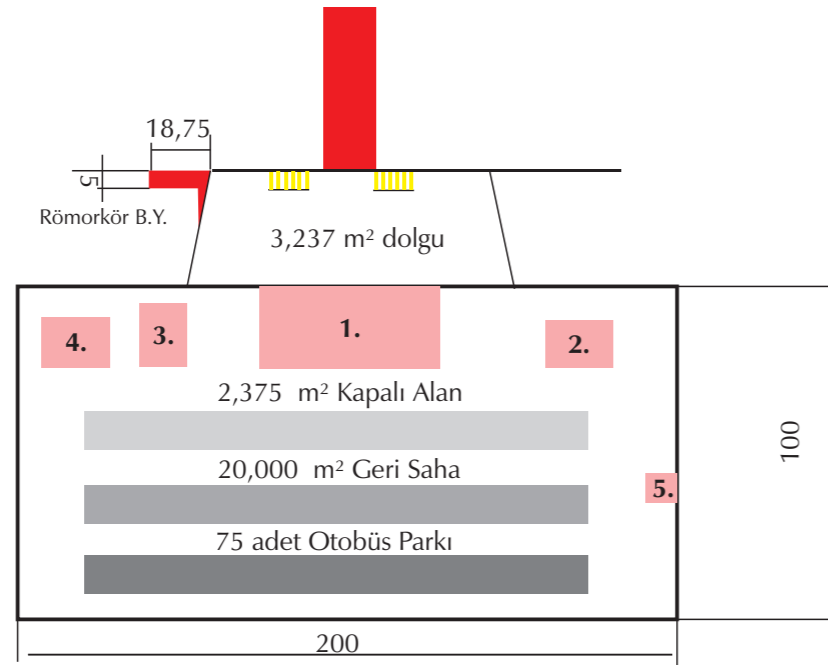 18,75
5
Römorkör B.Y.
3,237 m² dolgu
4.
3.
1.
2.
2,375 m² Kapalı Alan
20,000 m² Geri Saha
5.
75 adet Otobüs Parkı
100
200